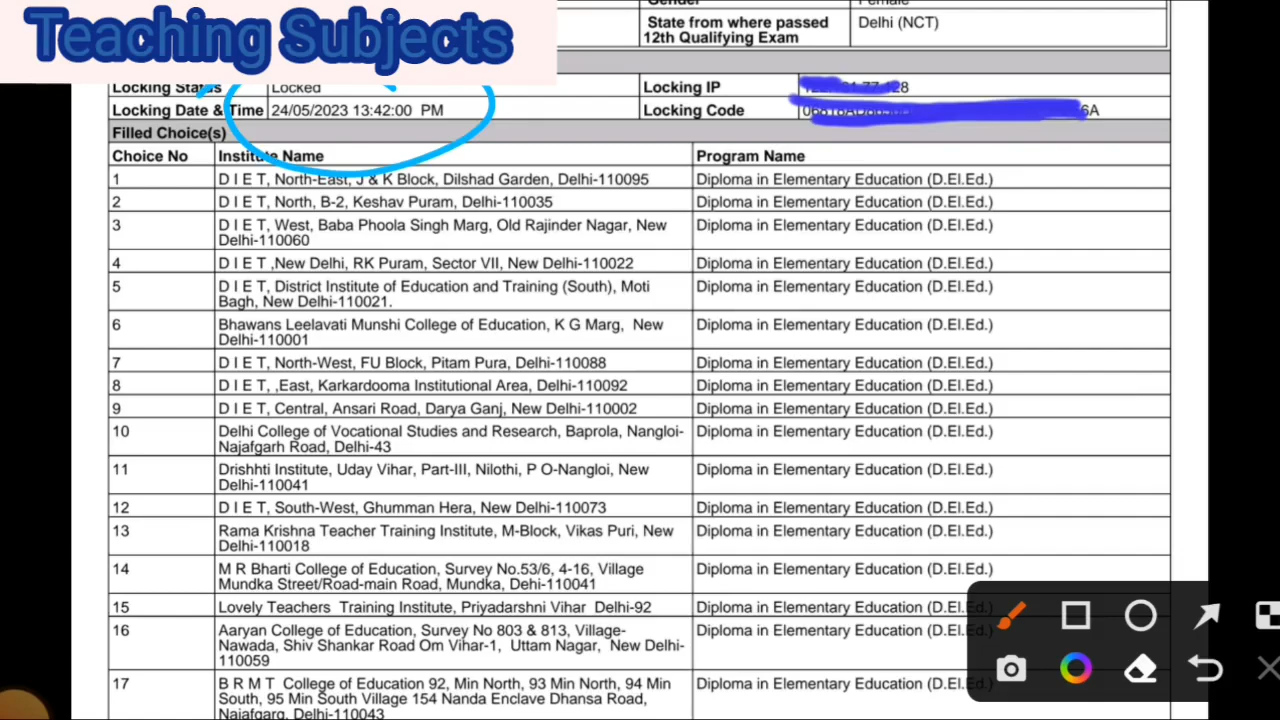 Teaching Subjects
Gender Female
State from where passed 12th Qualifying Exam Delhi (NCT)
Locking Status Locked Locking IP
Locking Date & Time 24/05/2023 13:42:00 PM Locking Code
Filled Choice(s)
Choice No Institute Name Program Name
1 D I E T, North-East, J & K Block, Dilshad Garden, Delhi-110095 Diploma in Elementary Education (D.El.Ed.)
2 D I E T, North, B-2, Keshav Puram, Delhi-110035 Diploma in Elementary Education (D.El.Ed.)
3 D I E T, West, Baba Phoola Singh Marg, Old Rajinder Nagar, New Diploma in Elementary Education (D.El.Ed.)
Delhi-110060
4 D I E T ,New Delhi, RK Puram, Sector VII, New Delhi-110022 Diploma in Elementary Education (D.El.Ed.)
5 D I E T, District Institute of Education and Training (South), Moti Diploma in Elementary Education (D.El.Ed.)
Bagh, New Delhi-110021.
6 Bhawans Leelavati Munshi College of Education, K G Marg, New Diploma in Elementary Education (D.El.Ed.)
Delhi-110001
7 D I E T, North-West, FU Block, Pitam Pura, Delhi-110088 Diploma in Elementary Education (D.El.Ed.)
8 D I E T, ,East, Karkardooma Institutional Area, Delhi-110092 Diploma in Elementary Education (D.El.Ed.)
9 D I E T, Central, Ansari Road, Darya Ganj, New Delhi-110002 Diploma in Elementary Education (D.El.Ed.)
10 Delhi College of Vocational Studies and Research, Baprola, Nangloi- Diploma in Elementary Education (D.El.Ed.)
Najafgarh Road, Delhi-43
11 Drishhti Institute, Uday Vihar, Part-III, Nilothi, P O-Nangloi, New Diploma in Elementary Education (D.El.Ed.)
Delhi-110041
12 D I E T, South-West, Ghumman Hera, New Delhi-110073 Diploma in Elementary Education (D.El.Ed.)
13 Rama Krishna Teacher Training Institute, M-Block, Vikas Puri, New Diploma in Elementary Education (D.El.Ed.)
Delhi-110018
14 M R Bharti College of Education, Survey No.53/6, 4-16, Village Diploma in Elementary Education (D.El.Ed.)
Mundka Street/Road-main Road, Mundka, Dehi-110041
15 Lovely Teachers Training Institute, Priyadarshni Vihar Delhi-92 Diploma in Elementary Education (D.El.Ed.)
16 Aaryan College of Education, Survey No 803 & 813, Village- Diploma in Elementary Education (D.El.Ed.)
Nawada, Shiv Shankar Road Om Vihar-1, Uttam Nagar, New Delhi-
110059
17 B R M T College of Education 92, Min North, 93 Min North, 94 Min Diploma in Elementary Education (D.El.Ed.)
South, 95 Min South Village 154 Nanda Enclave Dhansa Road,
Najafgarg, Delhi-110043